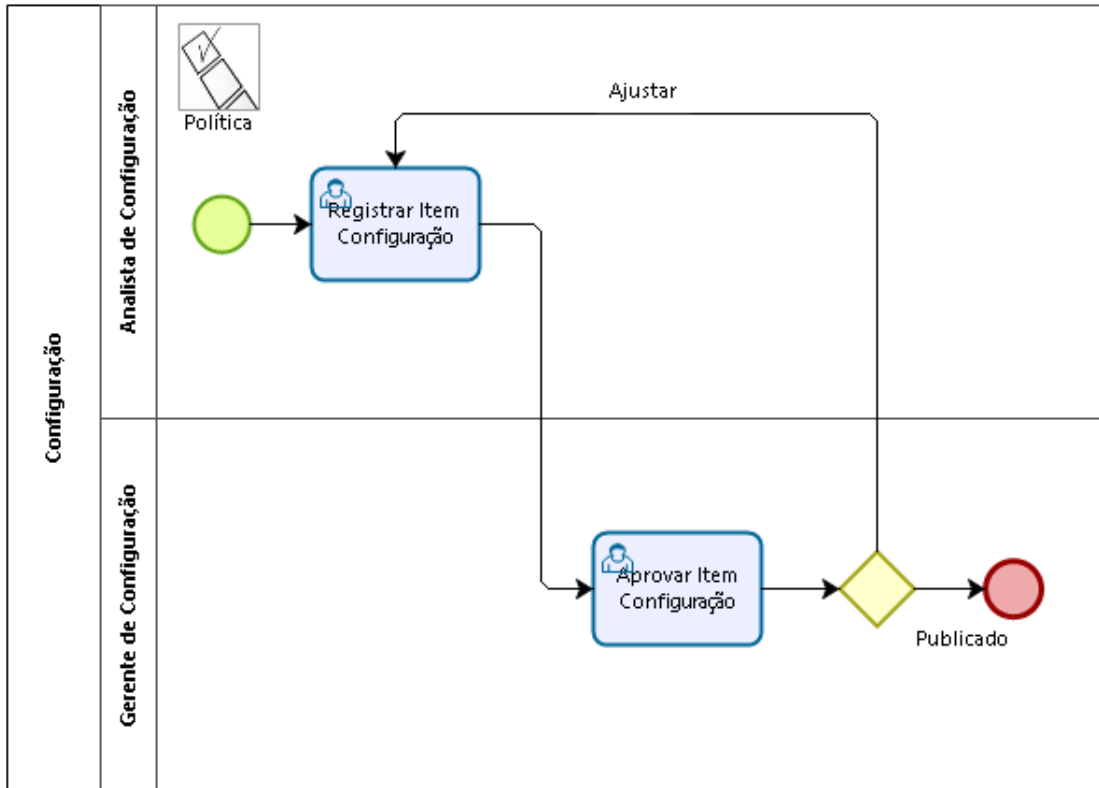 Configuração
Analista de Configuração
Política
Ajustar
Registrar Item
Configuração
Gerente de Configuração
Aprovar Item
Configuração
Publicado